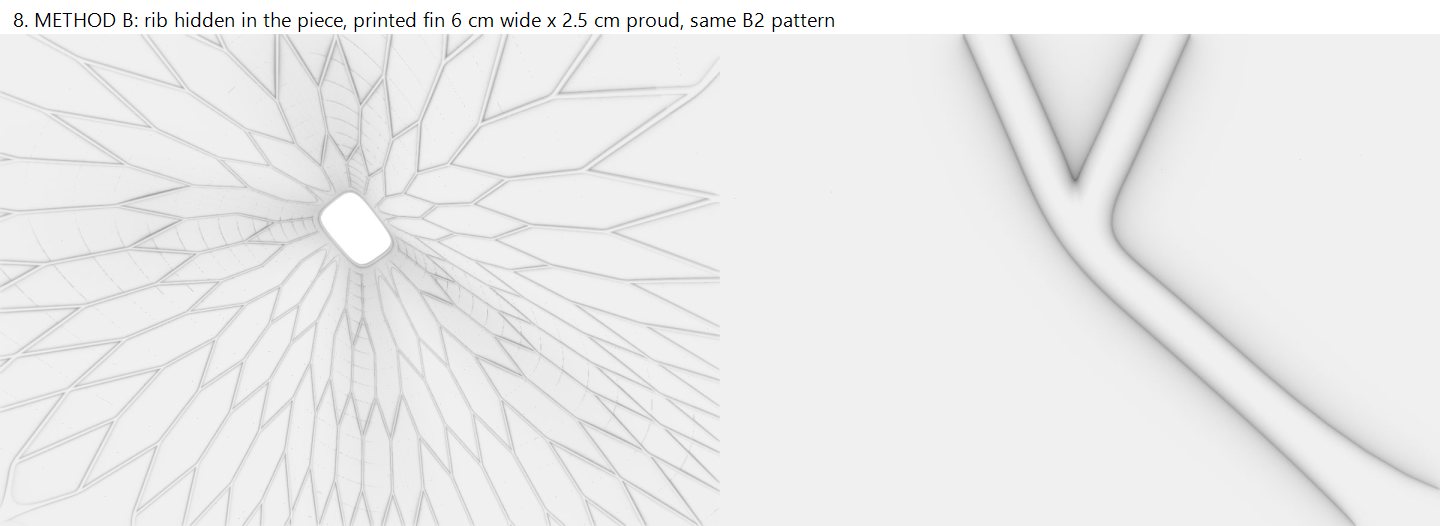 8. METHOD B: rib hidden in the piece, printed fin 6 cm wide x 2.5 cm proud, same B2 pattern